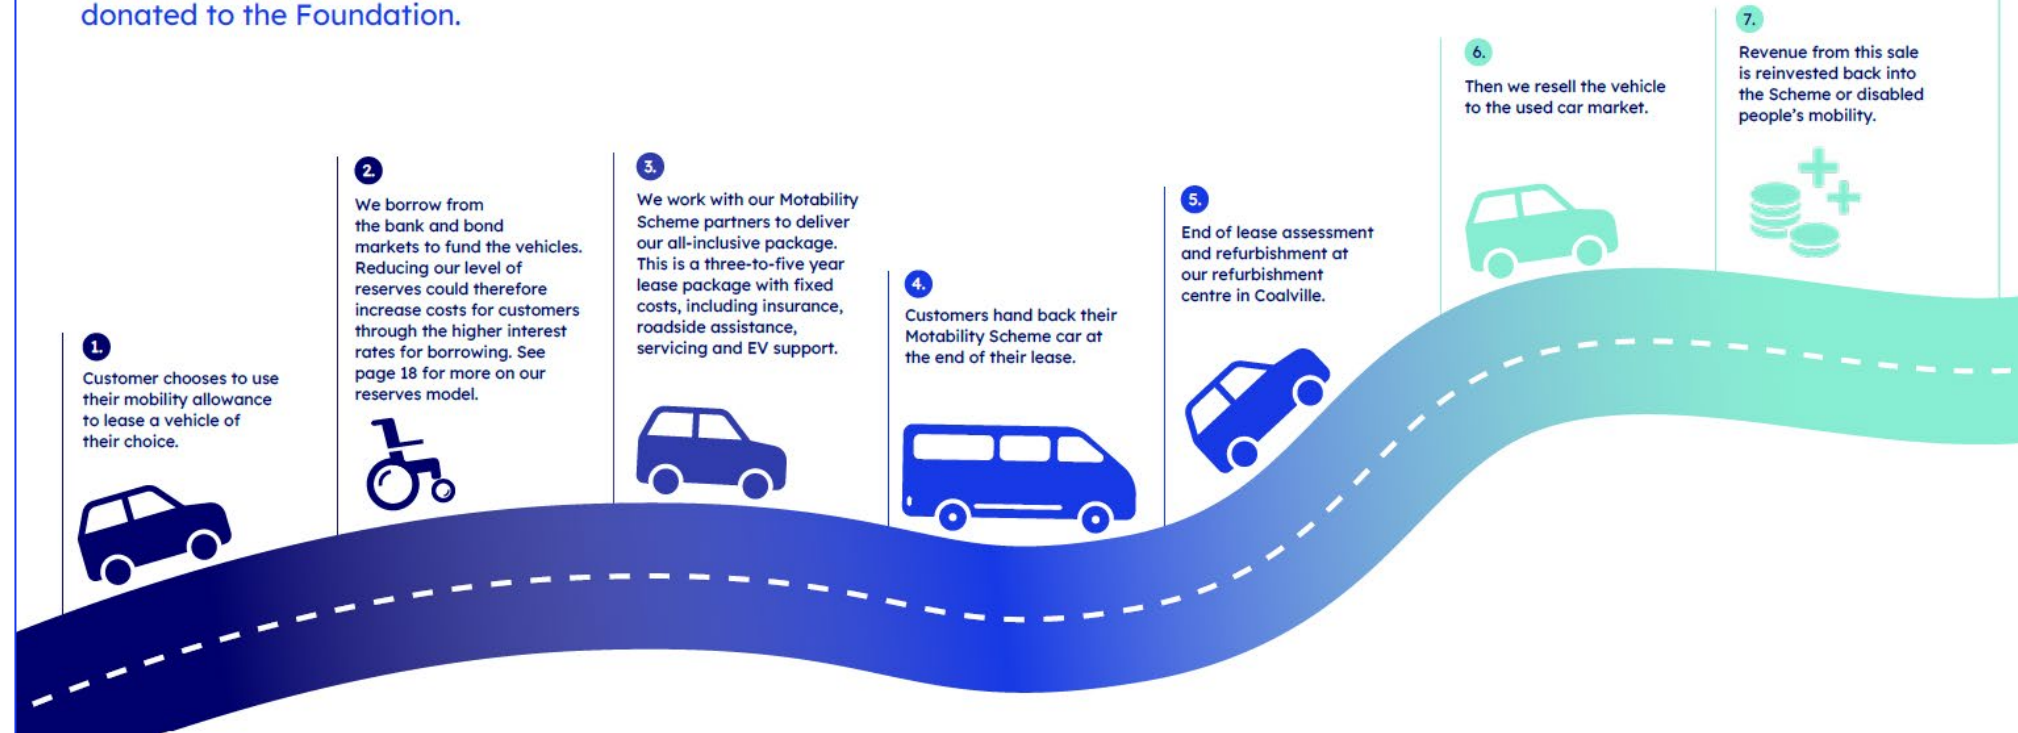 donated to the Foundation.
1.
Customer chooses to use
their mobility allowance
to lease a vehicle of
their choice.
2.
We borrow from
the bank and bond
markets to fund the vehicles.
Reducing our level of
reserves could therefore
increase costs for customers
through the higher interest
rates for borrowing. See
page 18 for more on our
reserves model.
3.
We work with our Motability
Scheme partners to deliver
our all-inclusive package.
This is a three-to-five year
lease package with fixed
costs, including insurance,
roadside assistance,
servicing and EV support.
4.
Customers hand back their
Motability Scheme car at
the end of their lease.
5.
End of lease assessment
and refurbishment at
our refurbishment
centre in Coalville.
6.
Then we resell the vehicle
to the used car market.
7.
Revenue from this sale
is reinvested back into
the Scheme or disabled
people’s mobility.